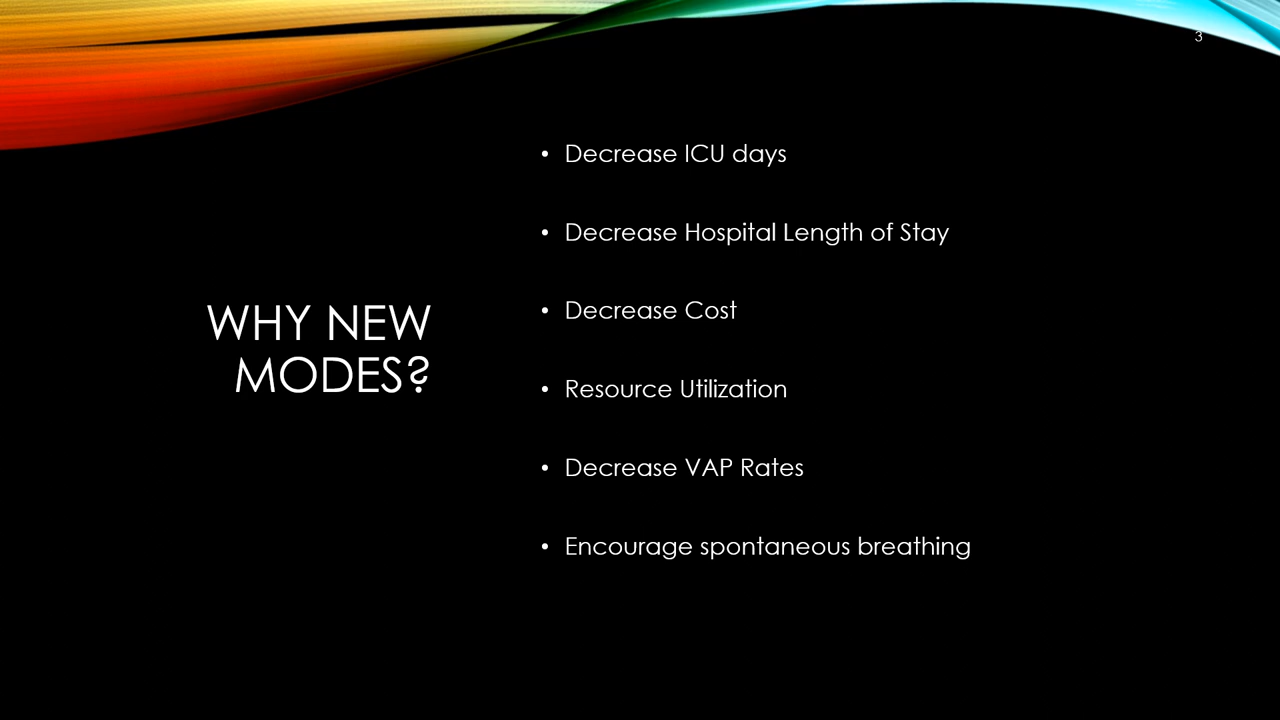 3
WHY NEW
MODES?
• Decrease ICU days
• Decrease Hospital Length of Stay
• Decrease Cost
• Resource Utilization
• Decrease VAP Rates
• Encourage spontaneous breathing